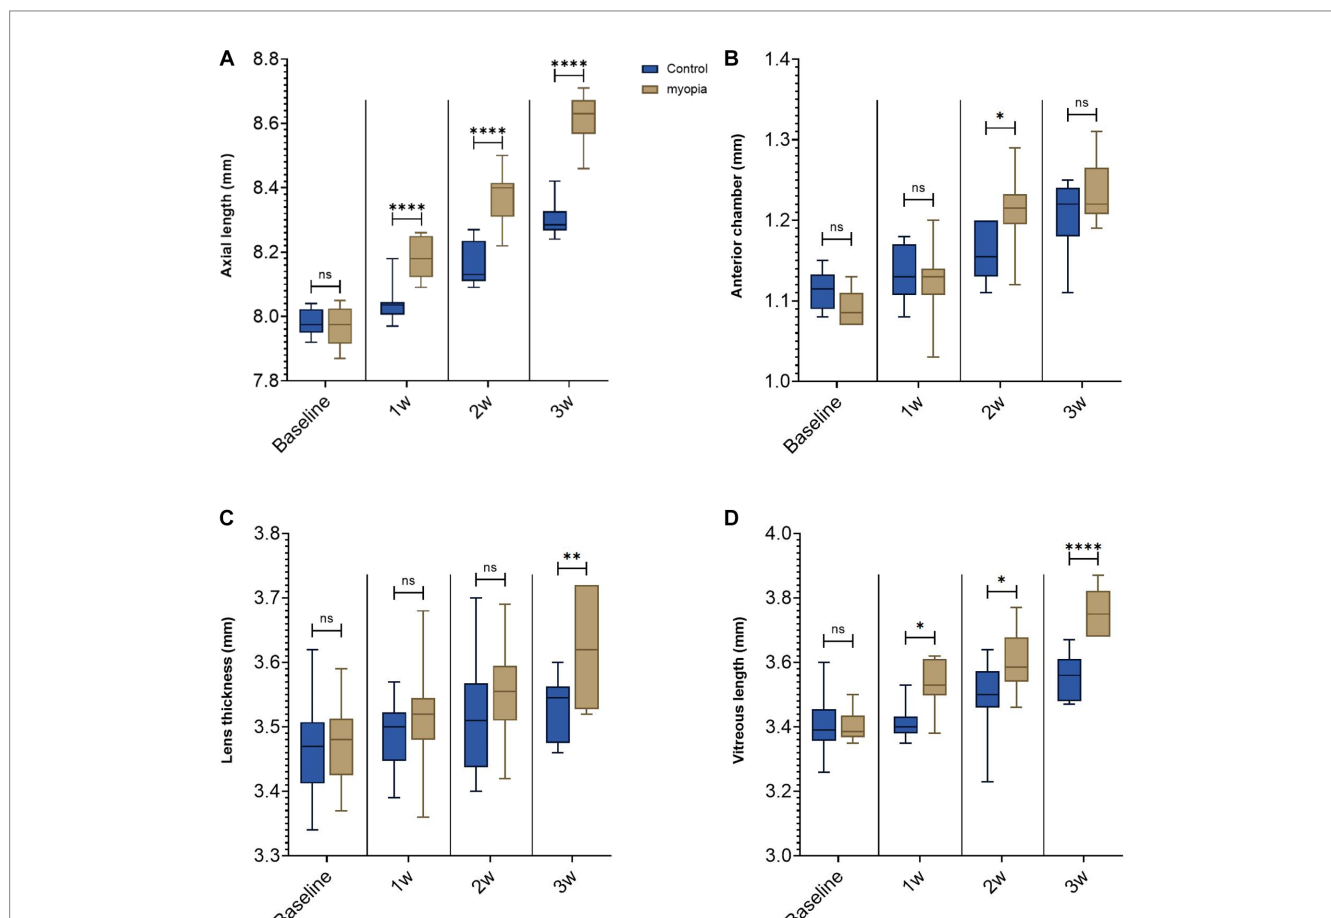 A
8.8
8.6
8.4
8.2
8.0
7.8
Axial length (mm)
ns
****
****
****
Baseline
1w
2w
3w
Control
myopia
B
1.4
1.3
1.2
1.1
1.0
Anterior chamber (mm)
ns
ns
*
ns
Baseline
1w
2w
3w
C
3.8
3.7
3.6
3.5
3.4
3.3
Lens thickness (mm)
ns
ns
ns
**
Baseline
1w
2w
3w
D
4.0
3.8
3.6
3.4
3.2
3.0
Vitreous length (mm)
ns
*
*
****
Baseline
1w
2w
3w